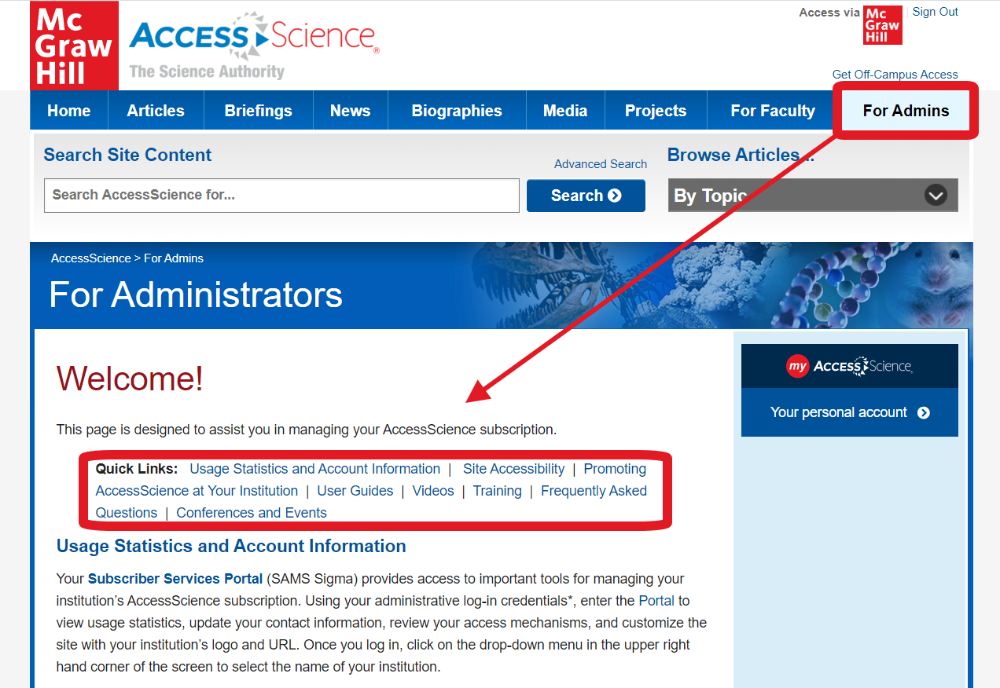 Mc
Graw
Hill
ACCESS Science®
The Science Authority
Access via
Mc
Graw
Hill
Sign Out
Get Off-Campus Access
Home Articles Briefings News Biographies Media Projects For Faculty For Admins
Search Site Content
Advanced Search
Browse Articles...
Search AccessScience for...
Search
By Topic
AccessScience > For Admins
For Administrators
Welcome!
my ACCESS Science
Your personal account
This page is designed to assist you in managing your AccessScience subscription.
Quick Links: Usage Statistics and Account Information | Site Accessibility | Promoting
AccessScience at Your Institution | User Guides | Videos | Training | Frequently Asked
Questions | Conferences and Events
Usage Statistics and Account Information
Your Subscriber Services Portal (SAMS Sigma) provides access to important tools for managing your
institution’s AccessScience subscription. Using your administrative log-in credentials*, enter the Portal to
view usage statistics, update your contact information, review your access mechanisms, and customize the
site with your institution’s logo and URL. Once you log in, click on the drop-down menu in the upper right
hand corner of the screen to select the name of your institution.